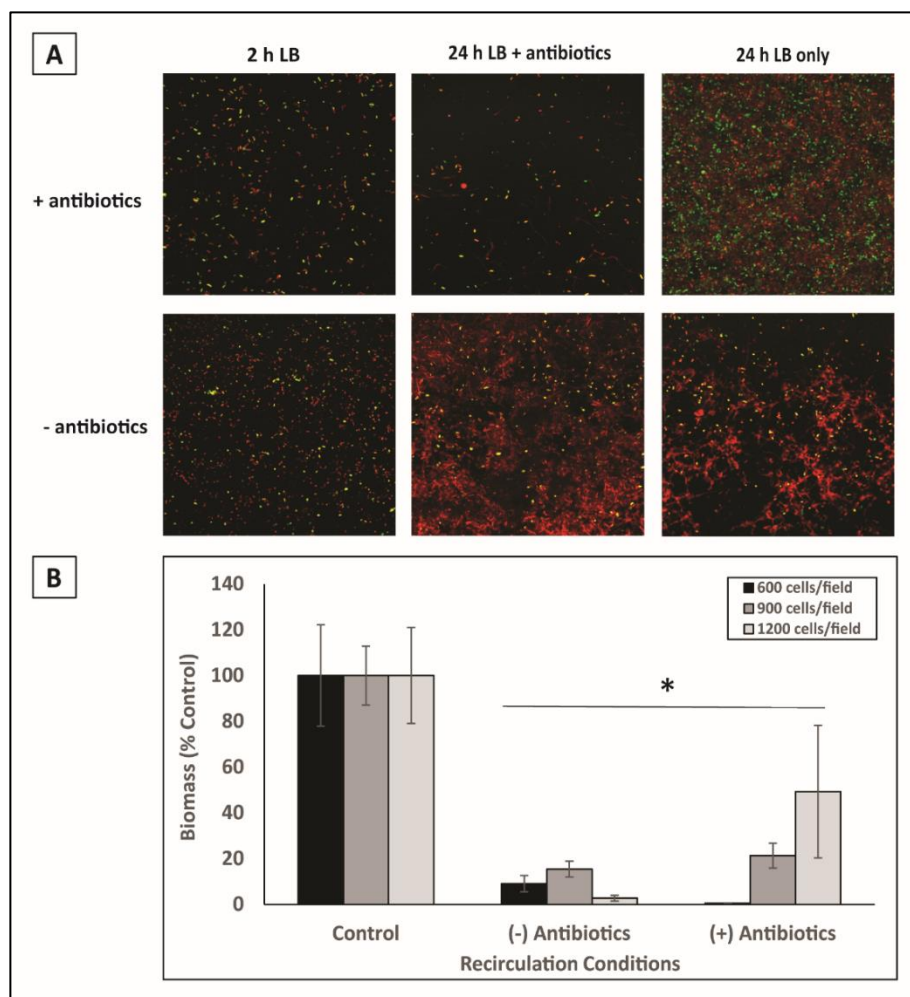 A
2 h LB 24 h LB + antibiotics 24 h LB only
+ antibiotics
- antibiotics
B
140
120
100
80
60
40
20
0
Biomass (% Control)
600 cells/field
900 cells/field
1200 cells/field
*
Control (-) Antibiotics (+) Antibiotics
Recirculation Conditions